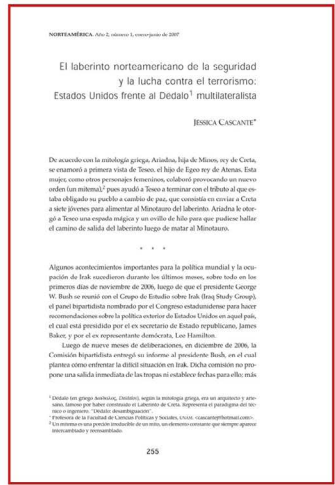 NORTEAMÉRICA. Año 2, número 1, enero-junio de 2007
El laberinto norteamericano de la seguridad
y la lucha contra el terrorismo:
Estados Unidos frente al Dédalo¹ multilateralista
JÉSSICA CASCANTE*
De acuerdo con la mitología griega, Ariadna, hija de Minos, rey de Creta,
se enamoró a primera vista de Teseo, el hijo de Egeo rey de Atenas. Esta
mujer, como otros personajes femeninos, colaboró provocando un nuevo
orden (un mitema),² pues ayudó a Teseo a terminar con el tributo al que es-
taba obligado su pueblo a cambio de paz, que consistía en enviar a Creta
a siete jóvenes para alimentar al Minotauro del laberinto. Ariadna le otor-
gó a Teseo una espada mágica y un ovillo de hilo para que pudiese hallar
el camino de salida del laberinto luego de matar al Minotauro.
* * *
Algunos acontecimientos importantes para la política mundial y la ocu-
pación de Irak sucedieron durante los últimos meses, sobre todo en los
primeros días de noviembre de 2006, luego de que el presidente George
W. Bush se reunió con el Grupo de Estudio sobre Irak (Iraq Study Group),
el panel bipartidista nombrado por el Congreso estadunidense para hacer
recomendaciones sobre la política exterior de Estados Unidos en aquel país,
el cual está presidido por el ex secretario de Estado republicano, James
Baker, y por el ex representante demócrata, Lee Hamilton.
Luego de nueve meses de deliberaciones, en diciembre de 2006, la
Comisión bipartidista entregó su informe al presidente Bush, en el cual
plantea cómo enfrentar la difícil situación en Irak. Dicha comisión no pro-
pone una salida inmediata de las tropas ni establece fechas para ello; más
¹ Dédalo (en griego Δαίδαλος, Daidalos), según la mitología griega, era un arquitecto y arte-
sano, famoso por haber construido el Laberinto de Creta. Representa el paradigma del téc-
nico o ingeniero. "Dédalo: desambiguación".
* Profesora de la Facultad de Ciencias Políticas y Sociales, UNAM. <cascante@hotmail.com>.
² Un mitema es una porción irreducible de un mito, un elemento constante que siempre aparece
intercambiado y reensamblado.
255